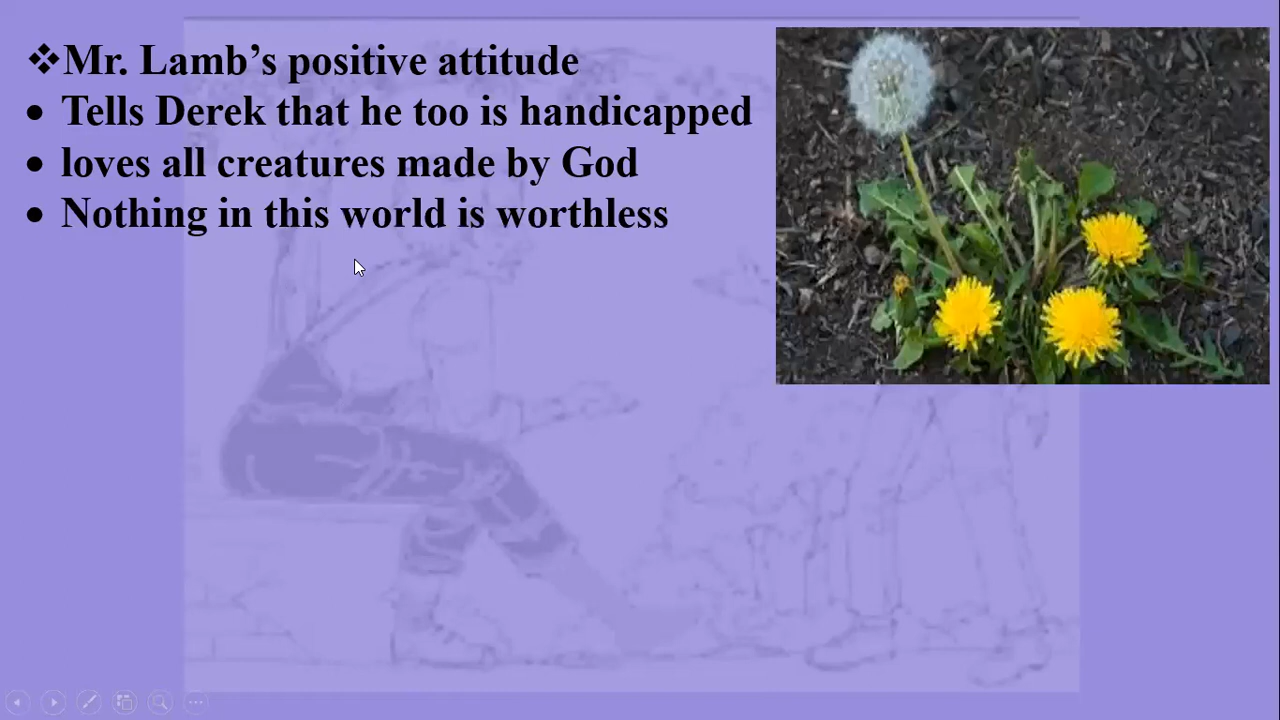 ❖Mr. Lamb’s positive attitude
• Tells Derek that he too is handicapped
• loves all creatures made by God
• Nothing in this world is worthless